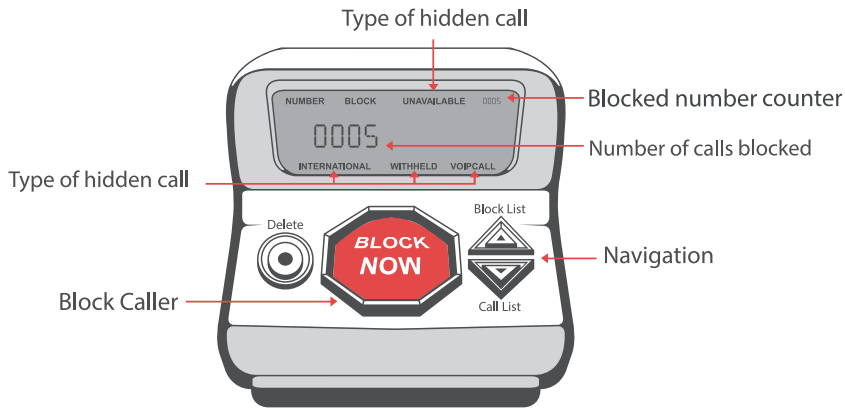 Type of hidden call
NUMBER BLOCK UNAVAILABLE 0005
Blocked number counter
0005
Number of calls blocked
INTERNATIONAL WITHHELD VOIPCALL
Type of hidden call
Block List
Delete
BLOCK
NOW
Navigation
Block Caller
Call List